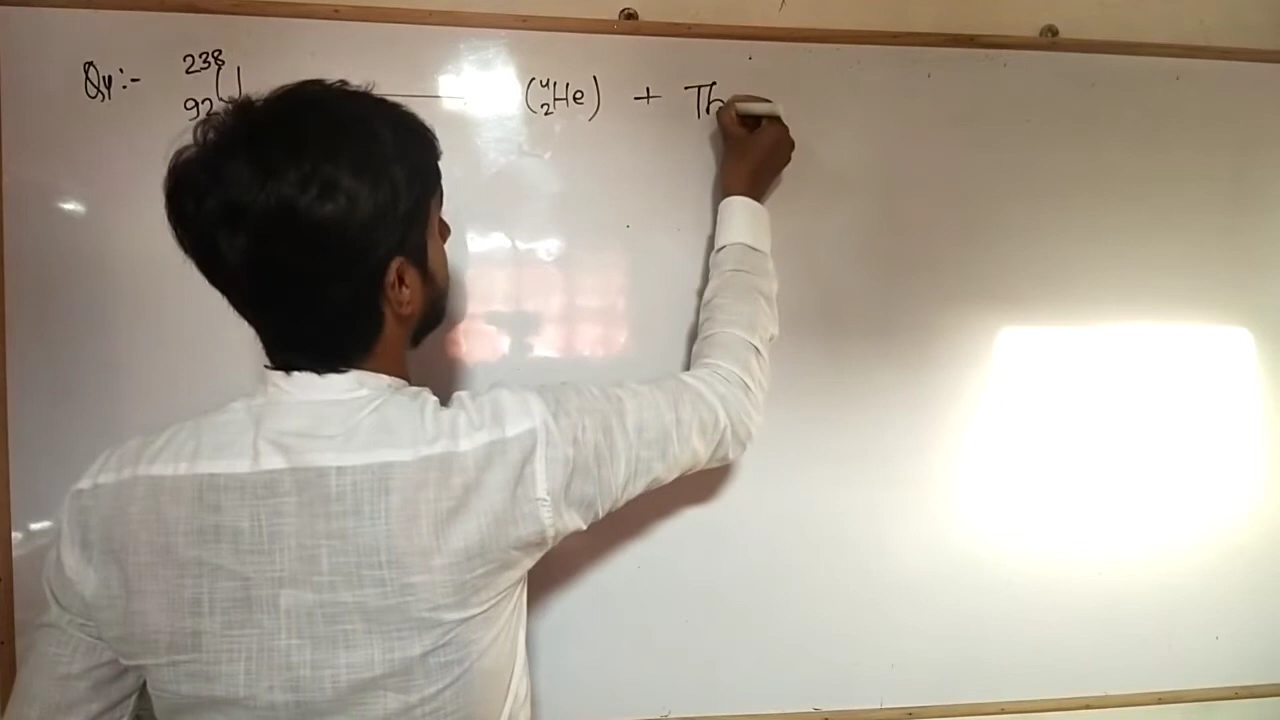 Q4:- ²³⁸₉₂U ——— (⁴₂He) + Th